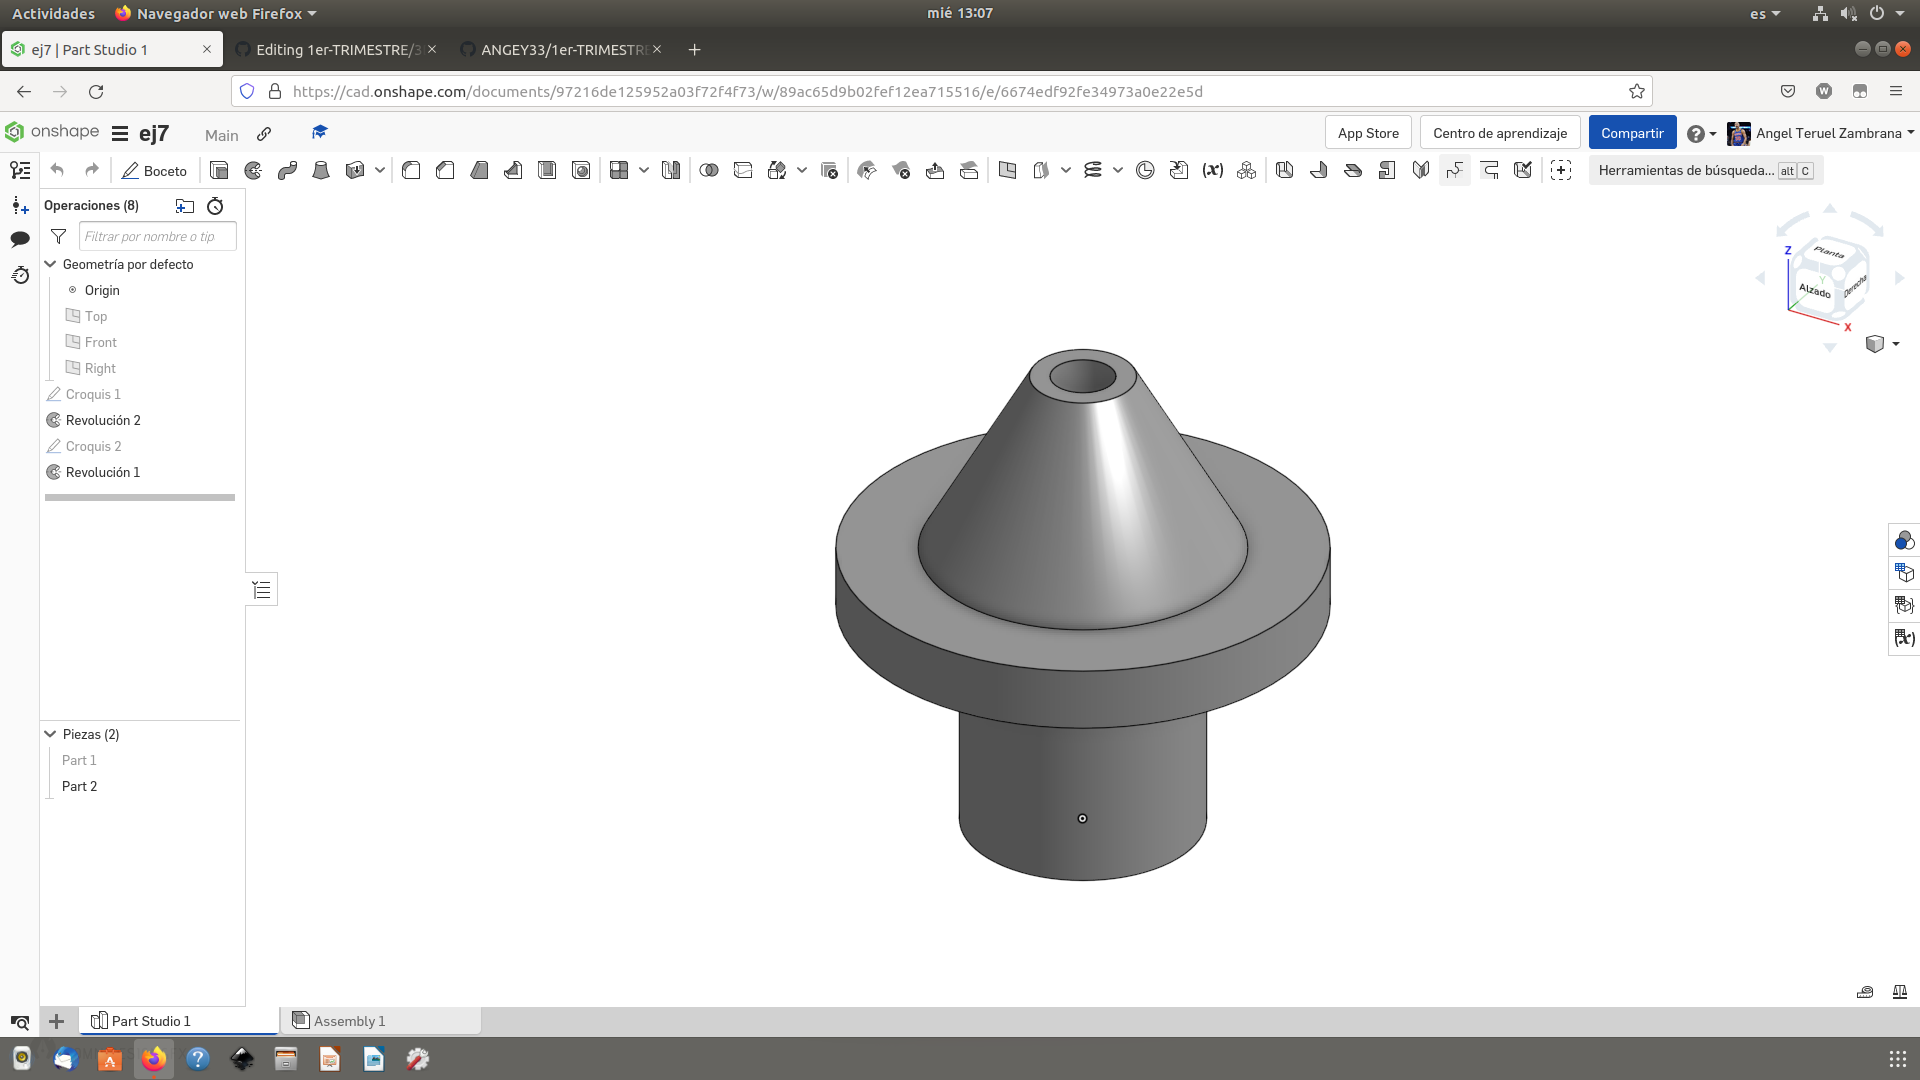 Actividades
Navegador web Firefox
mié 13:07
es
ej7 | Part Studio 1
Editing 1er-TRIMESTRE/3
ANGEY33/1er-TRIMESTRE
https://cad.onshape.com/documents/97216de125952a03f72f4f73/w/89ac65d9b02fef12ea715516/e/6674edf92fe34973a0e22e5d
onshape
ej7
Main
App Store
Centro de aprendizaje
Compartir
Angel Teruel Zambrana
Boceto
(x)
Herramientas de búsqueda... alt C
Operaciones (8)
Filtrar por nombre o tip
Geometría por defecto
Origin
Top
Front
Right
Croquis 1
Revolución 2
Croquis 2
Revolución 1
Z
Planta
Y
Alzado
Derecha
X
(x)
Piezas (2)
Part 1
Part 2
Part Studio 1
Assembly 1